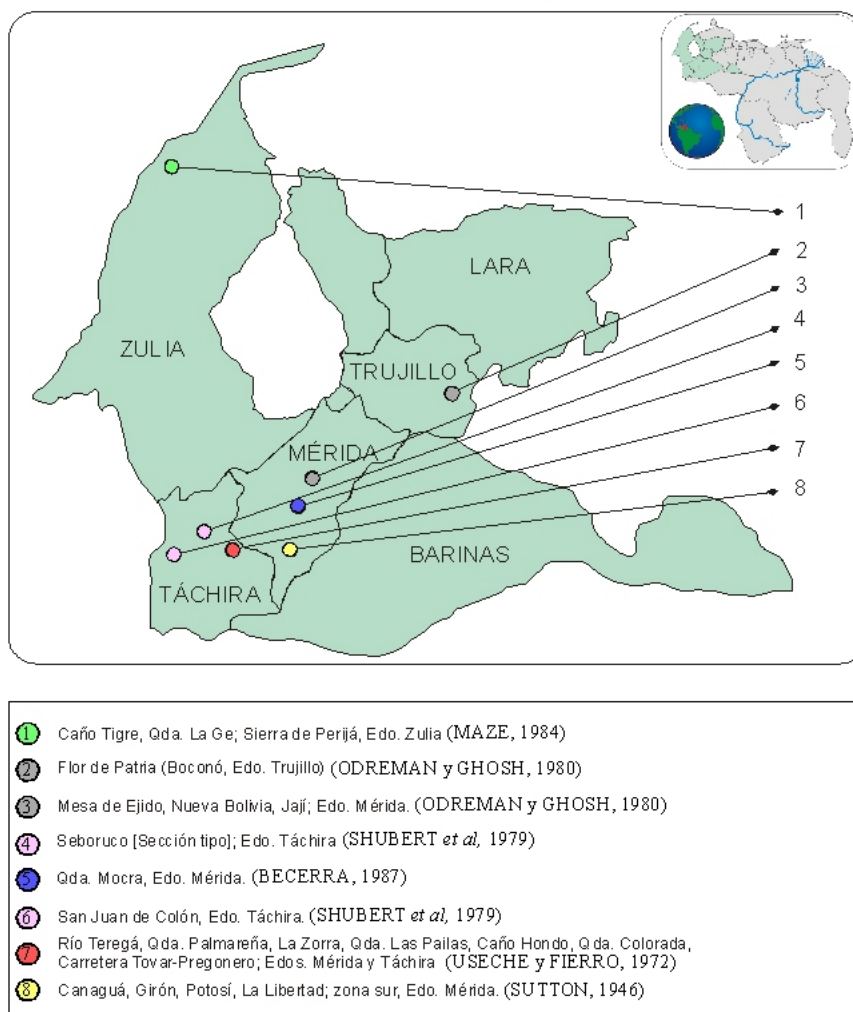 1
2
LARA
3
4
ZULIA
5
TRUJILLO
6
7
MÉRIDA
8
BARINAS
TÁCHIRA
1 Caño Tigre, Qda. La Ge; Sierra de Perijá, Edo. Zulia (MAZE, 1984)
2 Flor de Patria (Boconó, Edo. Trujillo) (ODREMAN y GHOSH, 1980)
3 Mesa de Ejido, Nueva Bolivia, Jají; Edo. Mérida. (ODREMAN y GHOSH, 1980)
4 Seboruco [Sección tipo]; Edo. Táchira (SHUBERT et al, 1979)
5 Qda. Mocra, Edo. Mérida. (BECERRA, 1987)
6 San Juan de Colón, Edo. Táchira. (SHUBERT et al, 1979)
7 Río Teregá, Qda. Palmareña, La Zorra, Qda. Las Pailas, Caño Hondo, Qda. Colorada,
Carretera Tovar-Pregonero; Edos. Mérida y Táchira (USECHE y FIERRO, 1972)
8 Canaguá, Girón, Potosí, La Libertad; zona sur, Edo. Mérida. (SUTTON, 1946)